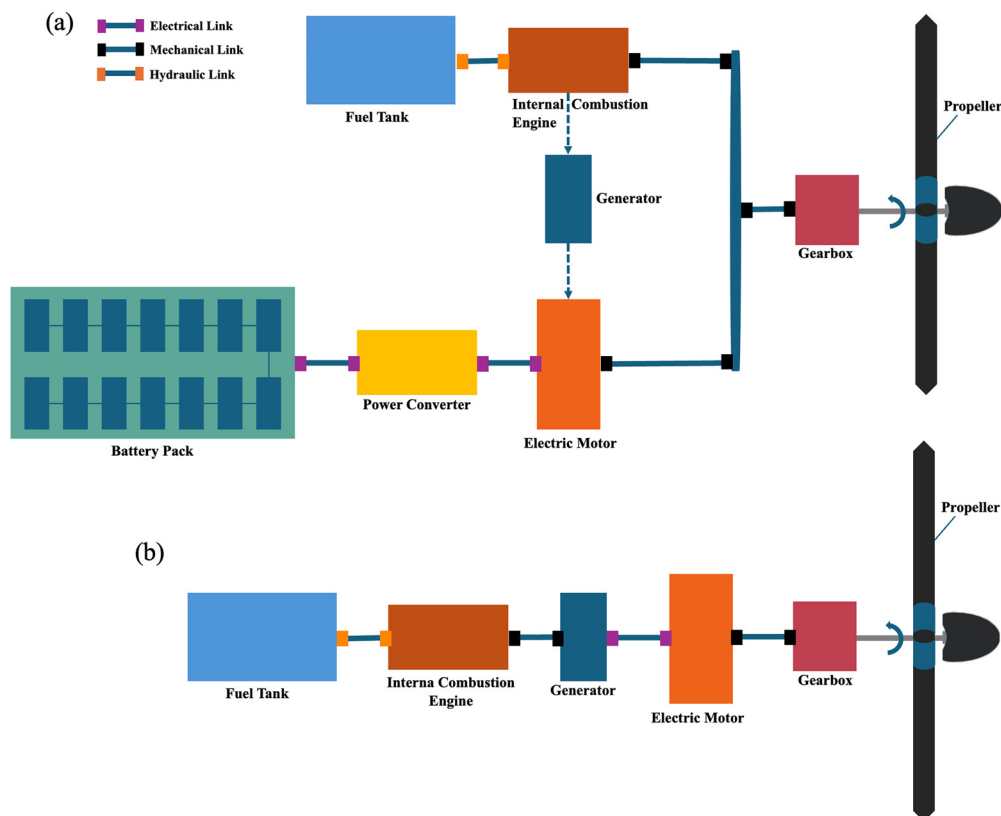 (a)
Electrical Link
Mechanical Link
Hydraulic Link
Fuel Tank
Internal Combustion
Engine
Propeller
Generator
Gearbox
Power Converter
Battery Pack
Electric Motor
(b)
Propeller
Fuel Tank
Interna Combustion
Engine
Generator
Electric Motor
Gearbox